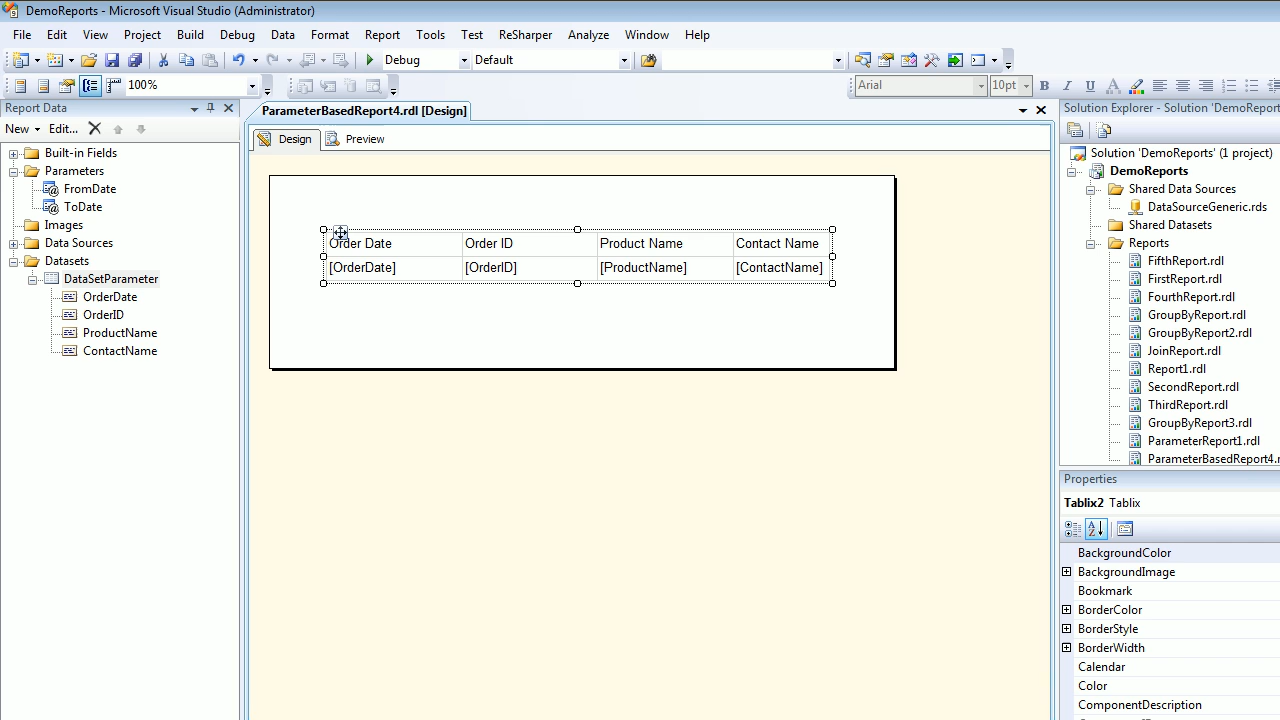 DemoReports - Microsoft Visual Studio (Administrator)
File Edit View Project Build Debug Data Format Report Tools Test ReSharper Analyze Window Help
Debug Default
100% Arial 10pt B I U A
Report Data
New Edit...
Built-in Fields
Parameters
FromDate
ToDate
Images
Data Sources
Datasets
DataSetParameter
OrderDate
OrderID
ProductName
ContactName
ParameterBasedReport4.rdl [Design]
Design Preview
Order Date Order ID Product Name Contact Name
[OrderDate] [OrderID] [ProductName] [ContactName]
Solution Explorer - Solution 'DemoReport
Solution 'DemoReports' (1 project)
DemoReports
Shared Data Sources
DataSourceGeneric.rds
Shared Datasets
Reports
FifthReport.rdl
FirstReport.rdl
FourthReport.rdl
GroupByReport.rdl
GroupByReport2.rdl
JoinReport.rdl
Report1.rdl
SecondReport.rdl
ThirdReport.rdl
GroupByReport3.rdl
ParameterReport1.rdl
ParameterBasedReport4.r
Properties
Tablix2 Tablix
BackgroundColor
BackgroundImage
Bookmark
BorderColor
BorderStyle
BorderWidth
Calendar
Color
ComponentDescription